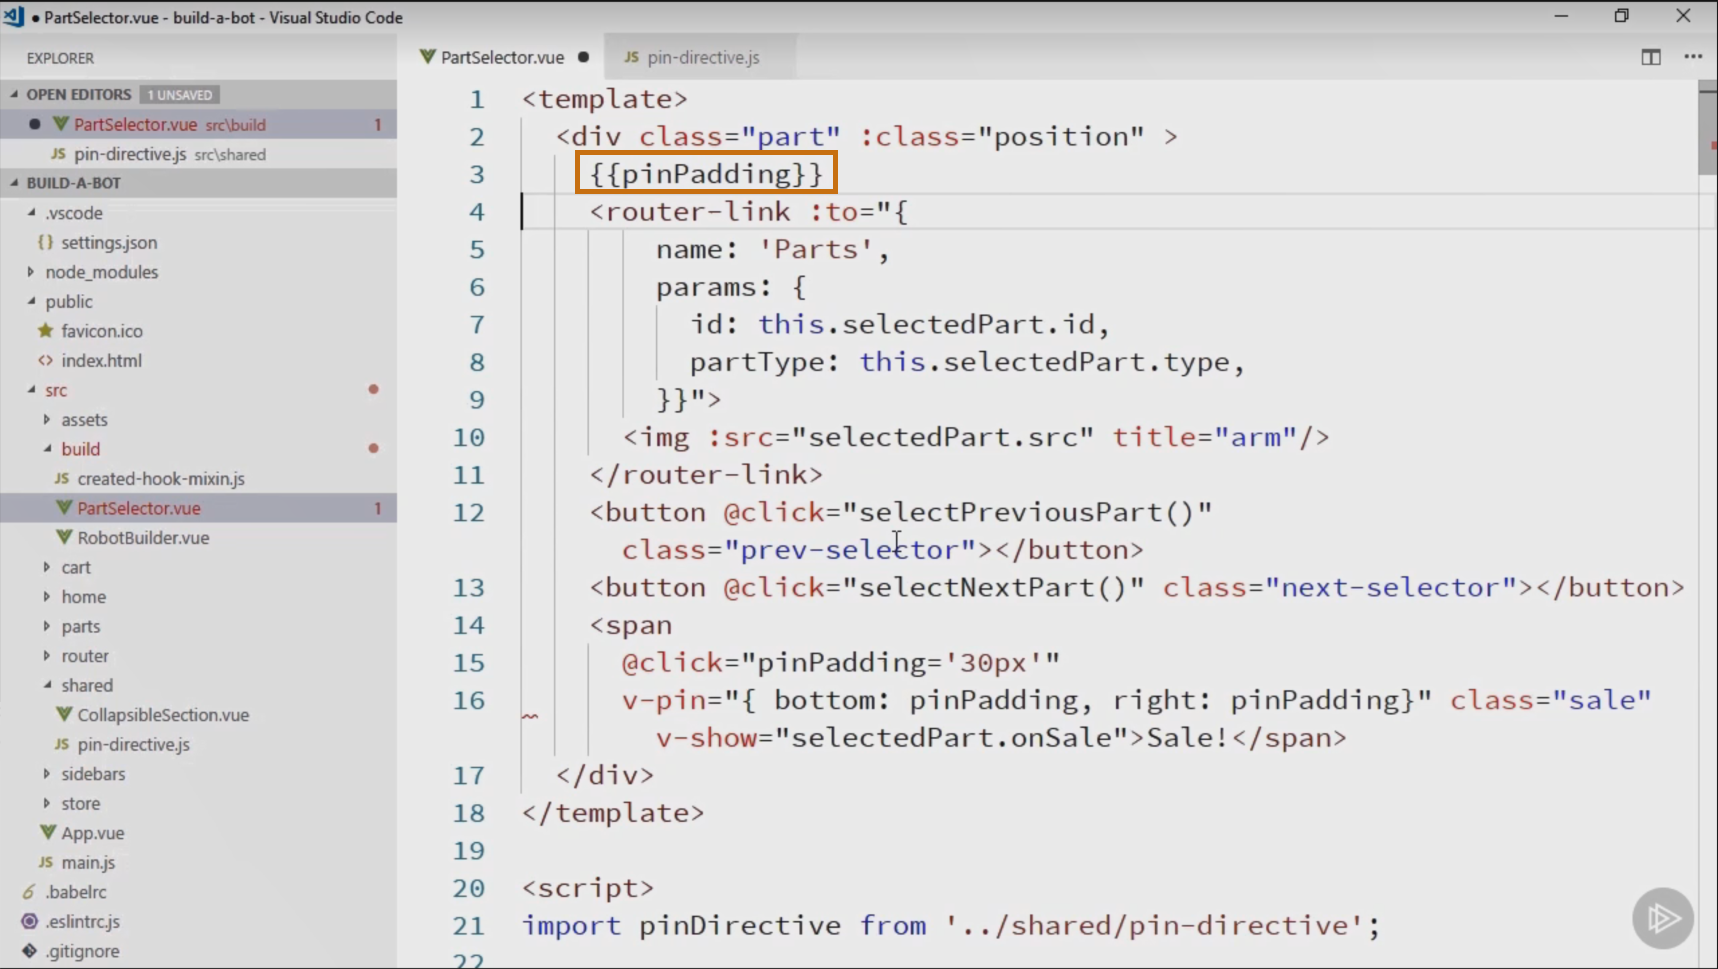 PartSelector.vue - build-a-bot - Visual Studio Code
EXPLORER
OPEN EDITORS 1 UNSAVED
PartSelector.vue src\build 1
JS pin-directive.js src\shared
BUILD-A-BOT
.vscode
{} settings.json
node_modules
public
favicon.ico
<> index.html
src
assets
build
JS created-hook-mixin.js
PartSelector.vue 1
RobotBuilder.vue
cart
home
parts
router
shared
CollapsibleSection.vue
JS pin-directive.js
sidebars
store
App.vue
JS main.js
.babelrc
.eslintrc.js
.gitignore
PartSelector.vue
JS pin-directive.js
1 <template>
2 <div class="part" :class="position" >
3 {{pinPadding}}
4 <router-link :to="{
5 name: 'Parts',
6 params: {
7 id: this.selectedPart.id,
8 partType: this.selectedPart.type,
9 }}">
10 <img :src="selectedPart.src" title="arm"/>
11 </router-link>
12 <button @click="selectPreviousPart()"
class="prev-selector"></button>
13 <button @click="selectNextPart()" class="next-selector"></button>
14 <span
15 @click="pinPadding='30px'"
16 v-pin="{ bottom: pinPadding, right: pinPadding}" class="sale"
v-show="selectedPart.onSale">Sale!</span>
17 </div>
18 </template>
19
20 <script>
21 import pinDirective from '../shared/pin-directive';
22